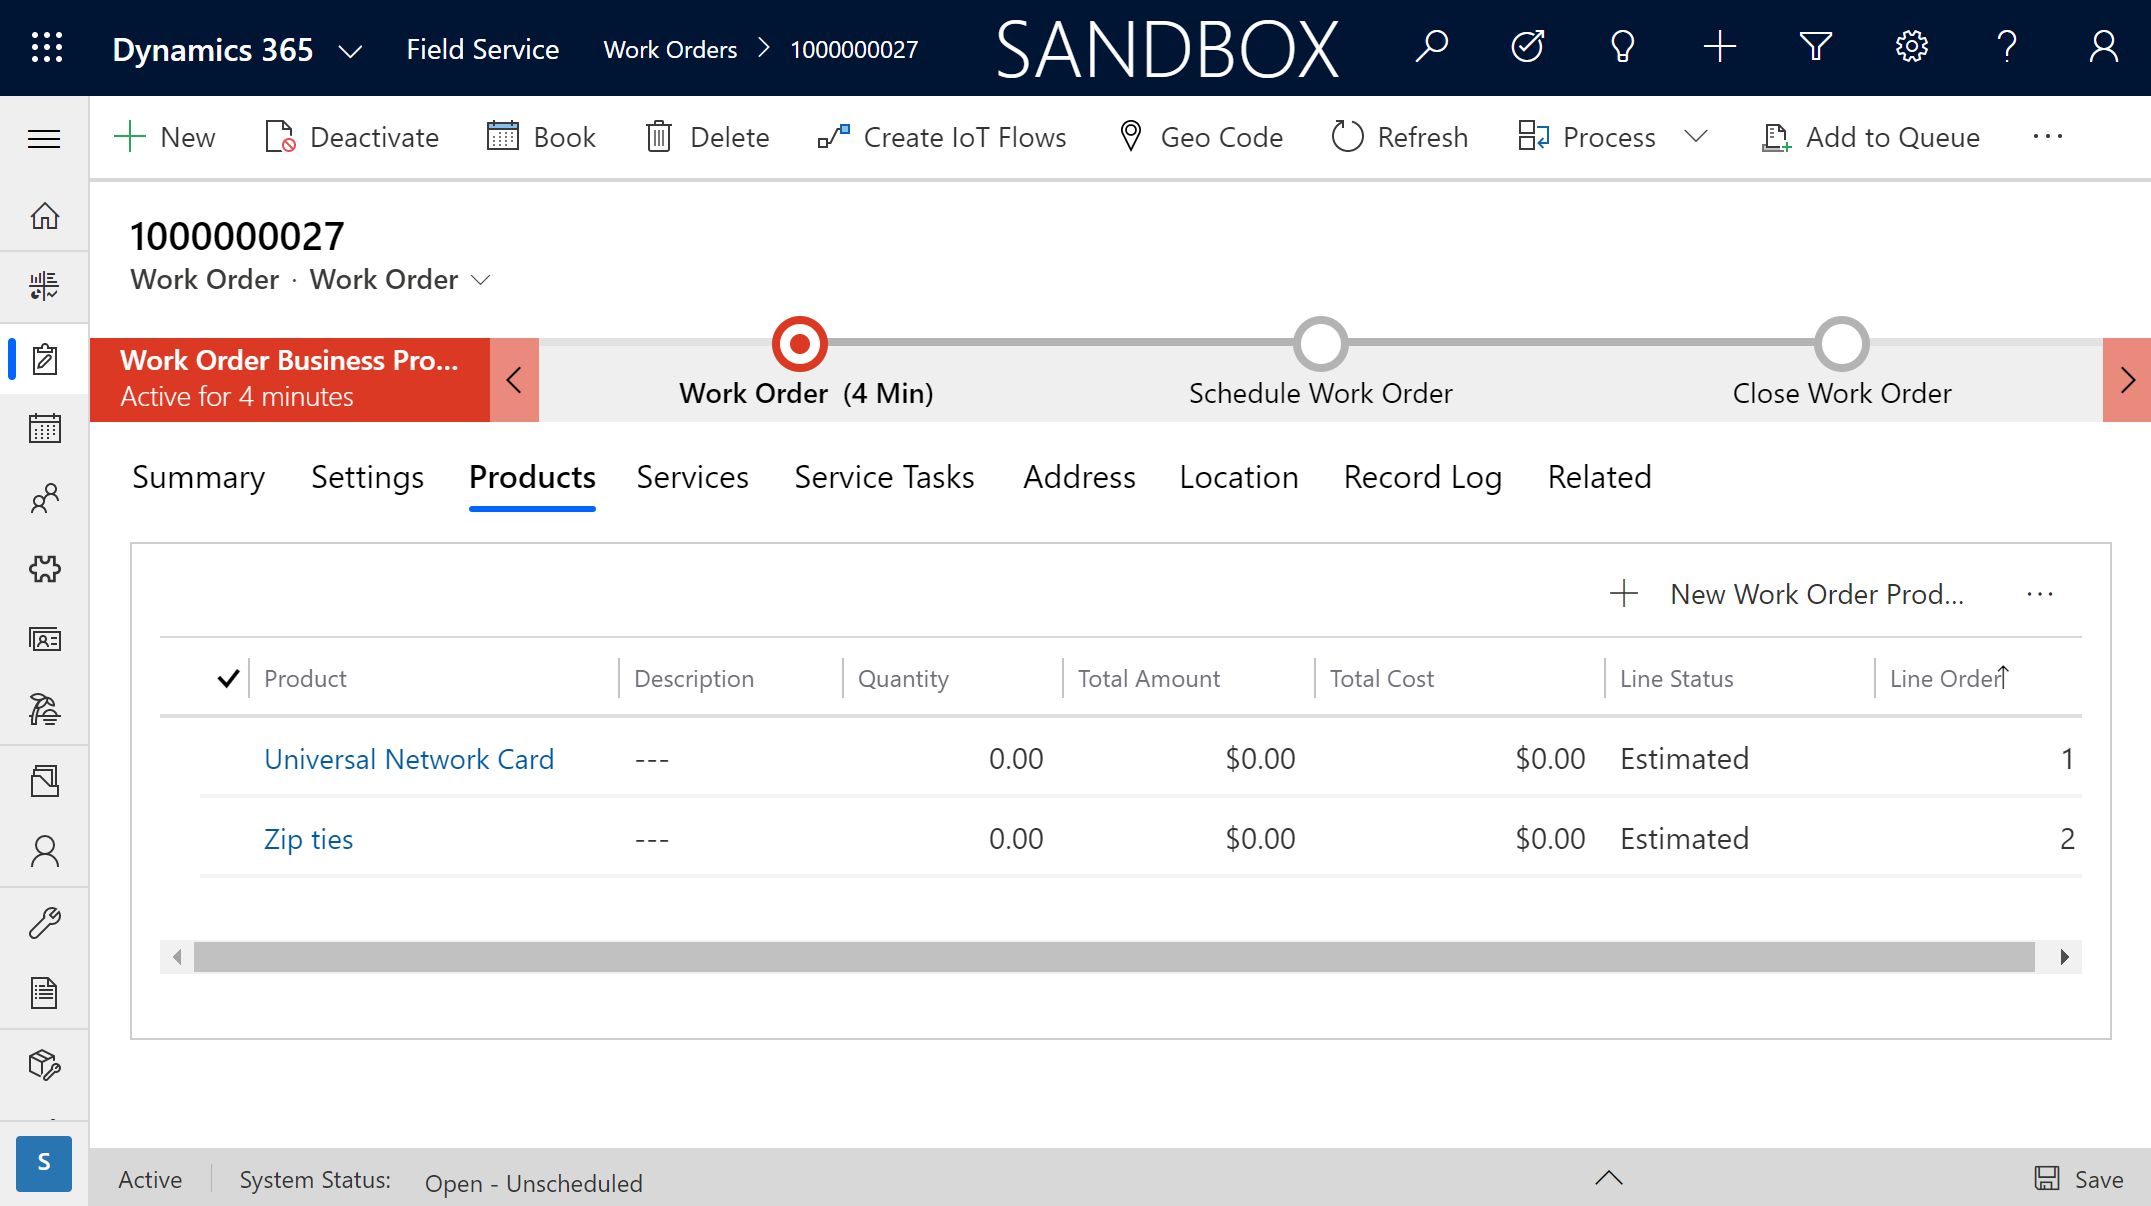 Dynamics 365 Field Service Work Orders > 1000000027 SANDBOX
New Deactivate Book Delete Create IoT Flows Geo Code Refresh Process Add to Queue ...
1000000027
Work Order · Work Order
Work Order Business Pro...
Active for 4 minutes
Work Order (4 Min) Schedule Work Order Close Work Order
Summary Settings Products Services Service Tasks Address Location Record Log Related
New Work Order Prod... ...
Product Description Quantity Total Amount Total Cost Line Status Line Order
Universal Network Card --- 0.00 $0.00 $0.00 Estimated 1
Zip ties --- 0.00 $0.00 $0.00 Estimated 2
S
Active System Status: Open - Unscheduled Save